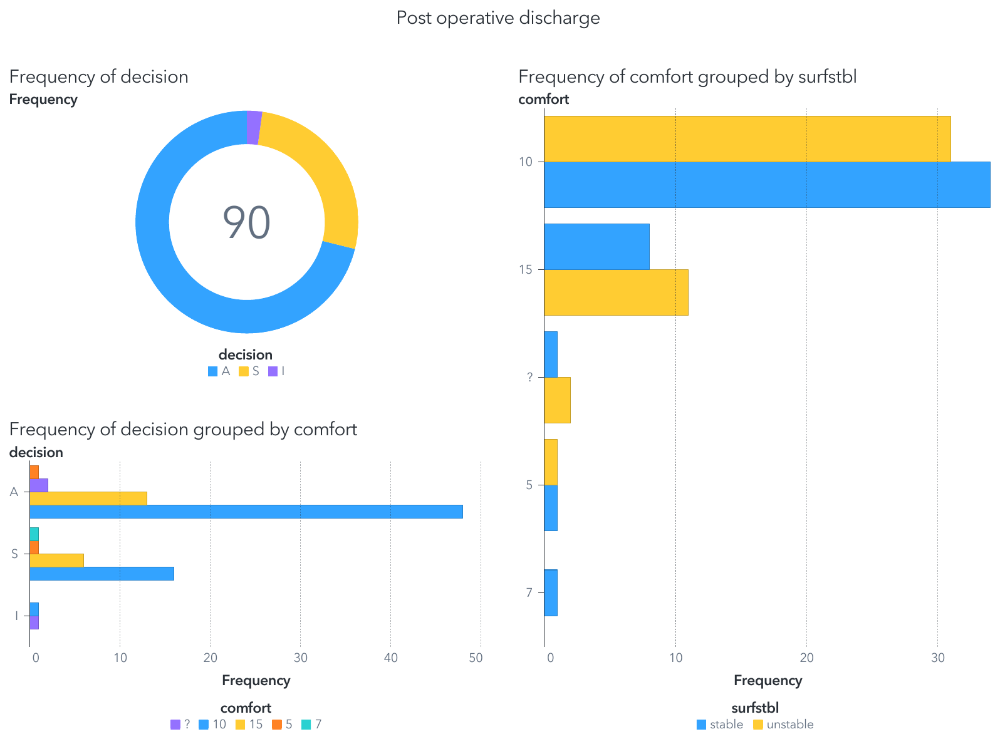 Post operative discharge
Frequency of decision
Frequency
90
decision
A S I
Frequency of decision grouped by comfort
decision
A
S
I
0 10 20 30 40 50
Frequency
comfort
? 10 15 5 7
Frequency of comfort grouped by surfstbl
comfort
10
15
?
5
7
0 10 20 30
Frequency
surfstbl
stable unstable